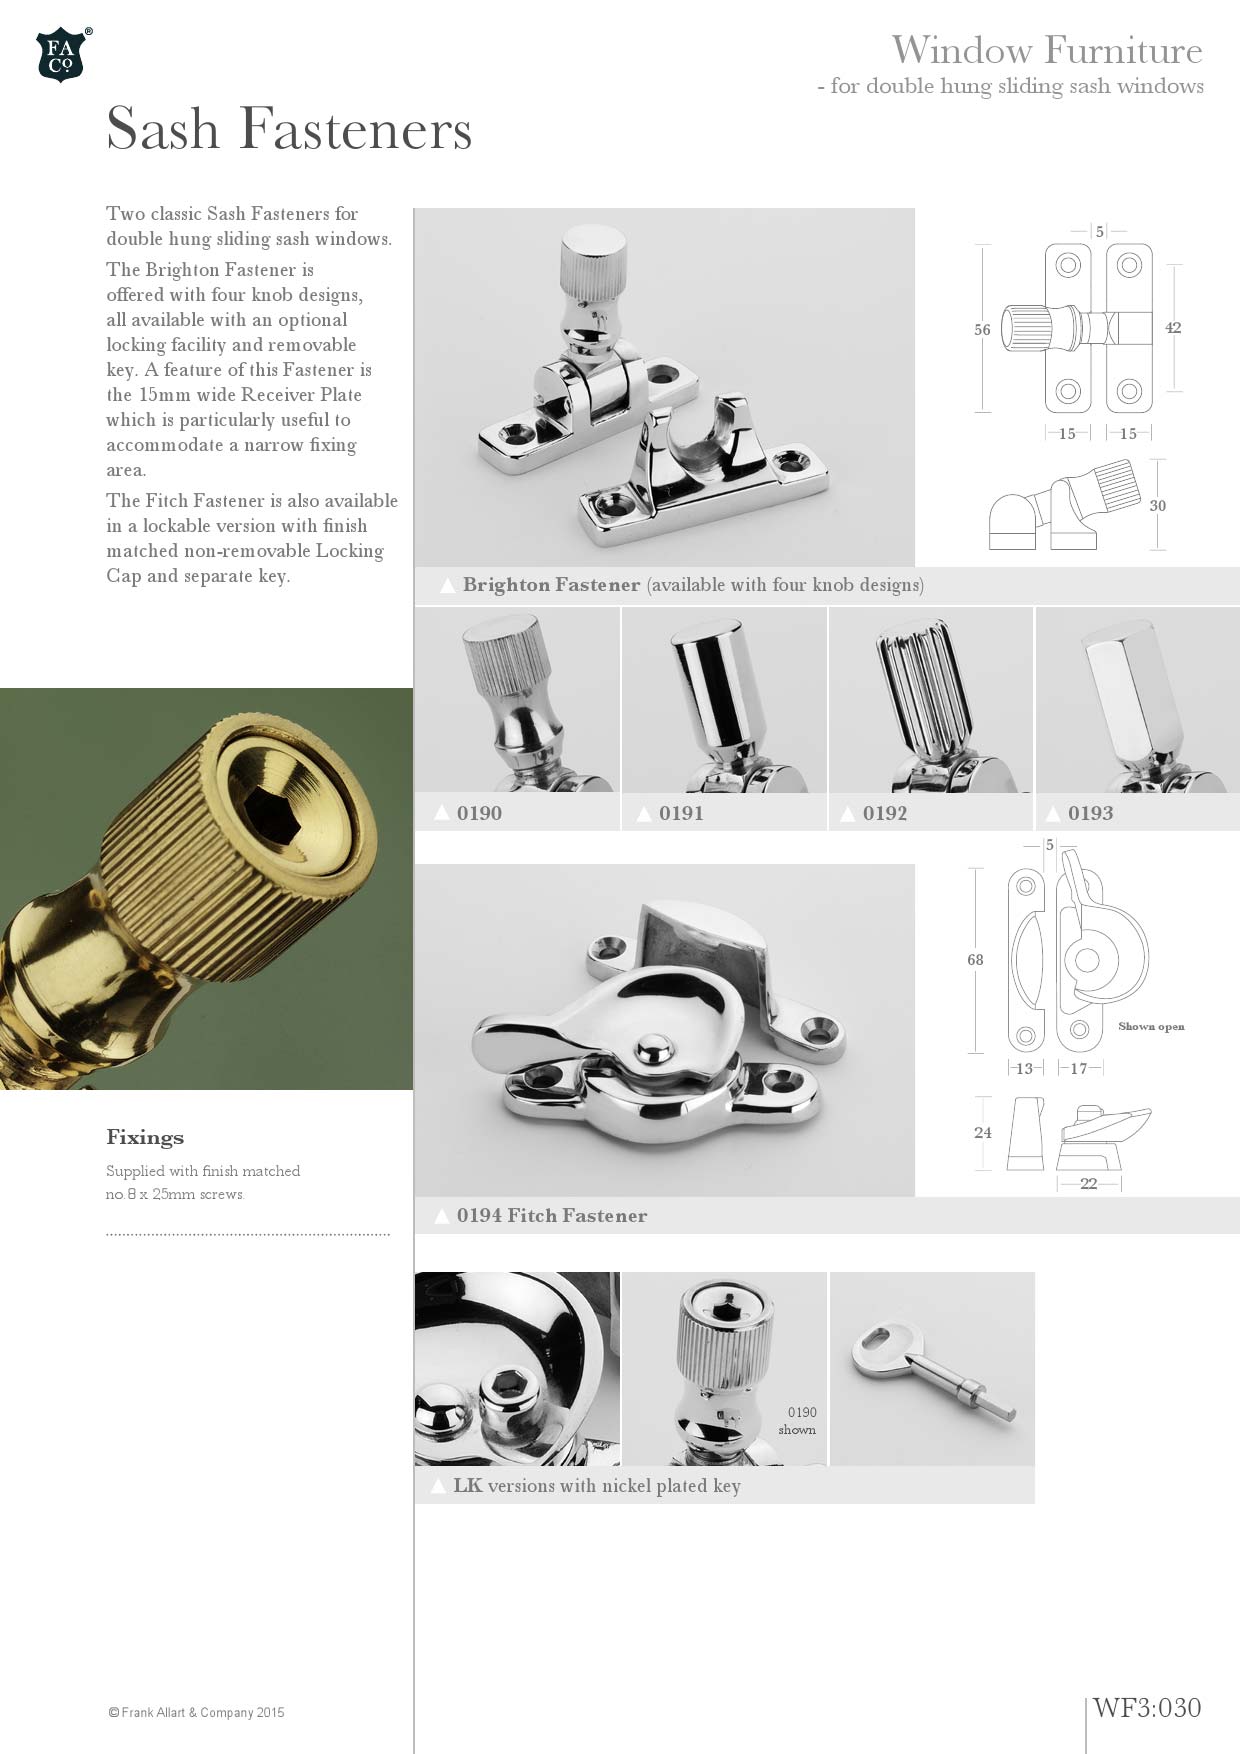 FA
Co.
®
Window Furniture
- for double hung sliding sash windows
Sash Fasteners
Two classic Sash Fasteners for
double hung sliding sash windows.
The Brighton Fastener is
offered with four knob designs,
all available with an optional
locking facility and removable
key. A feature of this Fastener is
the 15mm wide Receiver Plate
which is particularly useful to
accommodate a narrow fixing
area.
The Fitch Fastener is also available
in a lockable version with finish
matched non-removable Locking
Cap and separate key.
5
56
42
15
15
30
Brighton Fastener (available with four knob designs)
0190
0191
0192
0193
5
68
Shown open
13
17
24
22
0194 Fitch Fastener
Fixings
Supplied with finish matched
no. 8 x 25mm screws.
0190
shown
LK versions with nickel plated key
© Frank Allart & Company 2015
WF3:030